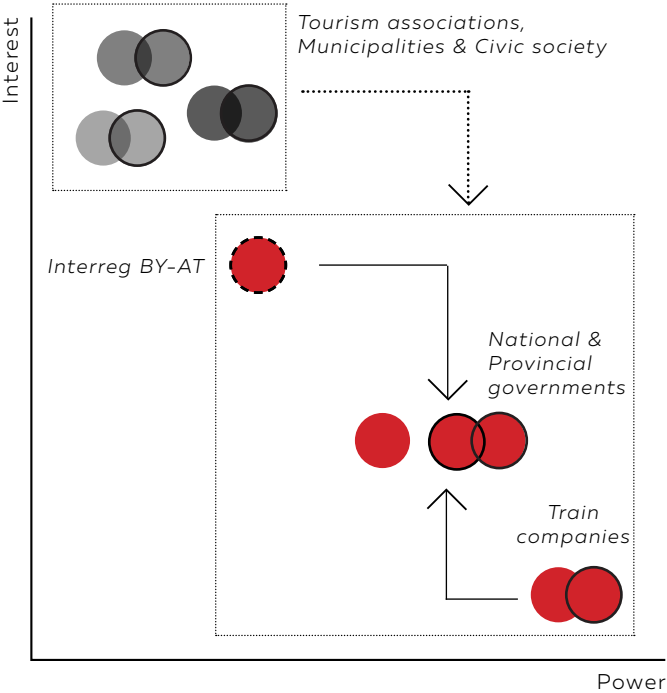 Interest
Tourism associations,
Municipalities & Civic society
Interreg BY-AT
National &
Provincial
governments
Train
companies
Power